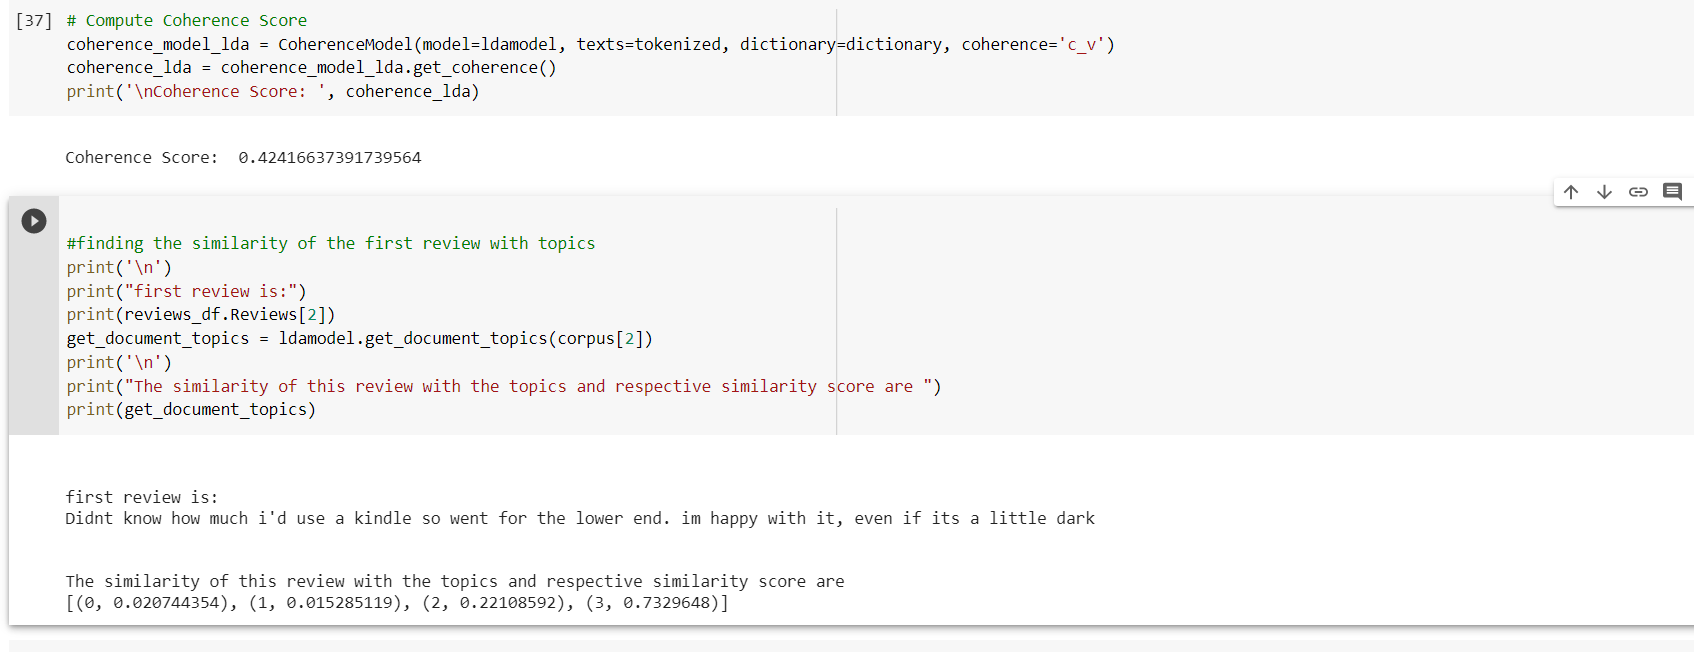 [37] # Compute Coherence Score
coherence_model_lda = CoherenceModel(model=ldamodel, texts=tokenized, dictionary=dictionary, coherence='c_v')
coherence_lda = coherence_model_lda.get_coherence()
print('\nCoherence Score: ', coherence_lda)
Coherence Score:  0.42416637391739564
#finding the similarity of the first review with topics
print('\n')
print("first review is:")
print(reviews_df.Reviews[2])
get_document_topics = ldamodel.get_document_topics(corpus[2])
print('\n')
print("The similarity of this review with the topics and respective similarity score are ")
print(get_document_topics)
first review is:
Didnt know how much i'd use a kindle so went for the lower end. im happy with it, even if its a little dark
The similarity of this review with the topics and respective similarity score are
[(0, 0.020744354), (1, 0.015285119), (2, 0.22108592), (3, 0.7329648)]